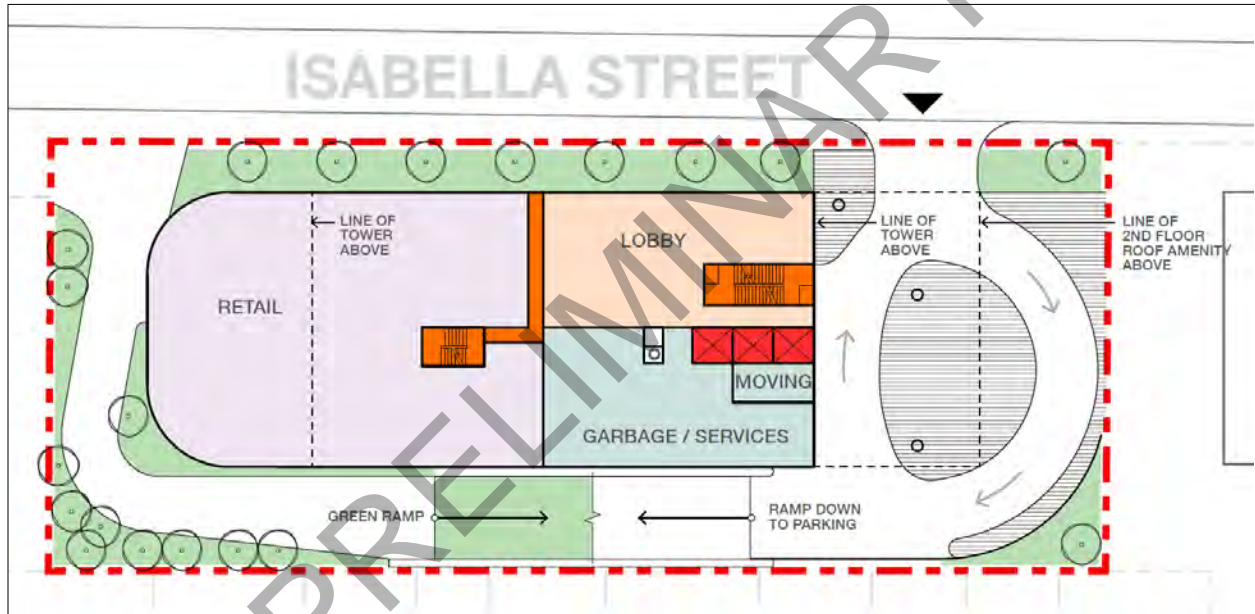 ISABELLA STREET
LINE OF
TOWER
ABOVE
LOBBY
LINE OF
TOWER
ABOVE
LINE OF
2ND FLOOR
ROOF AMENITY
ABOVE
RETAIL
MOVING
GARBAGE / SERVICES
GREEN RAMP
RAMP DOWN
TO PARKING
PRELIMINAR